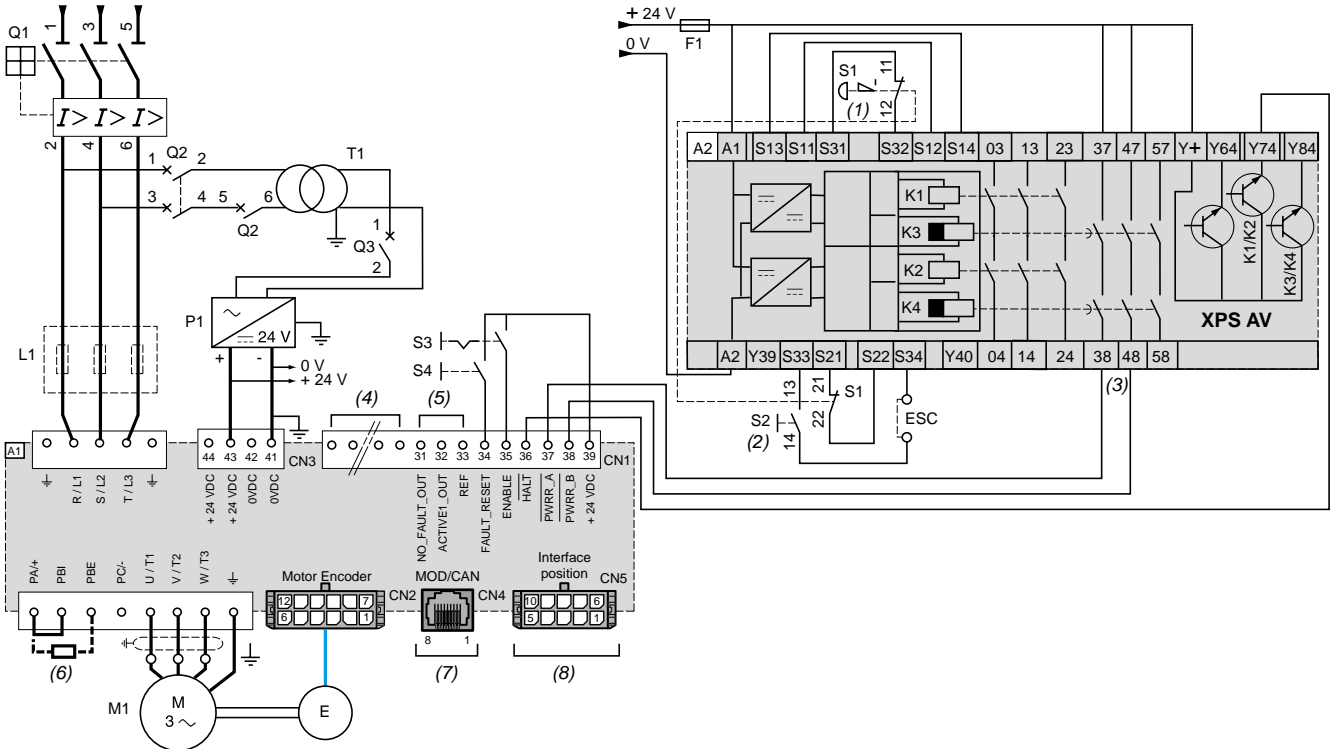 1 3 5
Q1
I> I> I>
2 4 6
1 Q2 2
3 4 5 6
Q2
T1
1
Q3
2
P1
24 V
+ -
0 V
+ 24 V
L1
+ 24 V
0 V
F1
S1
11
12
(1)
A2 A1 S13 S11 S31 S32 S12 S14 03 13 23 37 47 57 Y+ Y64 Y74 Y84
K1
K3
K2
K4
K1/K2
K3/K4
XPS AV
A2 Y39 S33 S21 S22 S34 Y40 04 14 24 38 48 58
(3)
13 21
S1
S2
(2)
14 22
ESC
S3
S4
(4) (5)
A1
44 43 42 41
CN3
31 32 33 34 35 36 37 38 39
CN1
R / L1
S / L2
T / L3
+ 24 VDC
+ 24 VDC
0VDC
0VDC
NO_FAULT_OUT
ACTIVE1_OUT
REF
FAULT_RESET
ENABLE
HALT
PWRR_A
PWRR_B
+ 24 VDC
PA/+
PBI
PBE
PC/-
U / T1
V / T2
W / T3
Motor Encoder
CN2
12 7
6 1
MOD/CAN
CN4
8 1
Interface
position
CN5
10 6
5 1
(6)
(7)
(8)
M1
M
3 ~
E